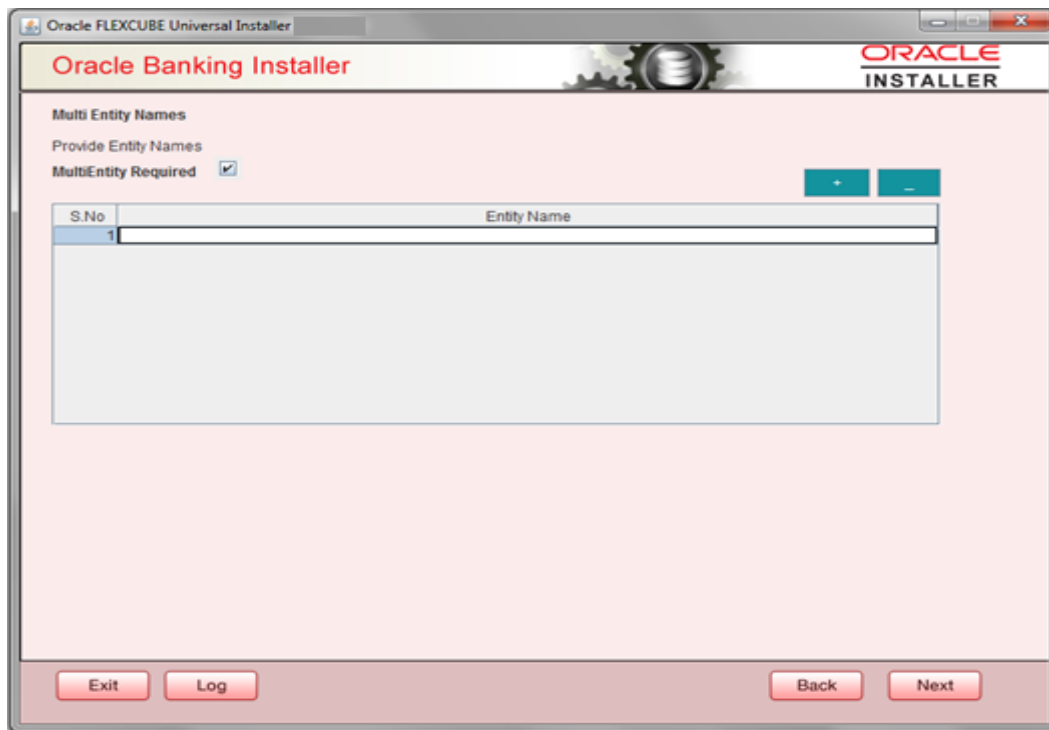 Oracle FLEXCUBE Universal Installer
Oracle Banking Installer
ORACLE
INSTALLER
Multi Entity Names
Provide Entity Names
MultiEntity Required
+ _
S.No Entity Name
1
Exit Log Back Next